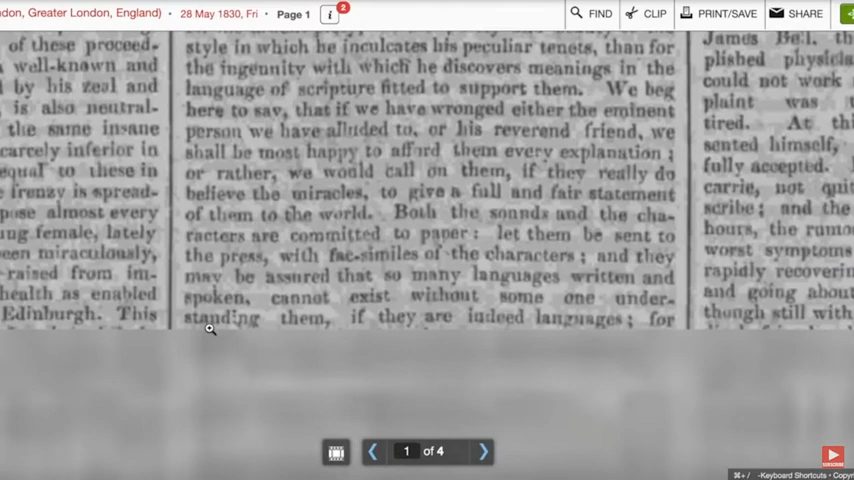 don, Greater London, England) • 28 May 1830, Fri • Page 1
2
FIND
CLIP
PRINT/SAVE
SHARE
of these proceed-
well-known and
by his zeal and
is also neutral-
the same insane
carcely inferior in
equal to these in
frenzy is spread-
pose almost every
ng female, lately
een miraculously,
raised from im-
health as enabled
Edinburgh. This
style in which he inculcates his peculiar tenets, than for
the ingenuity with which he discovers meanings in the
language of scripture fitted to support them. We beg
here to say, that if we have wronged either the eminent
person we have alluded to, or his reverend friend, we
shall be most happy to afford them every explanation;
or rather, we would call on them, if they really do
believe the miracles, to give a full and fair statement
of them to the world. Both the sounds and the cha-
racters are committed to paper: let them be sent to
the press, with fac-similes of the characters; and they
may be assured that so many languages written and
spoken, cannot exist without some one under-
standing them, if they are indeed languages; for
James Bell, th
plished physicia
could not work
plaint was t
tired. At thi
sented himself,
fully accepted.
carrie, not quit
scribe; and the
hours, the rumo
worst symptoms
rapidly recoverin
and going about
though still with
1 of 4
SUBSCRIBE
⌘+ / -Keyboard Shortcuts • Copyr